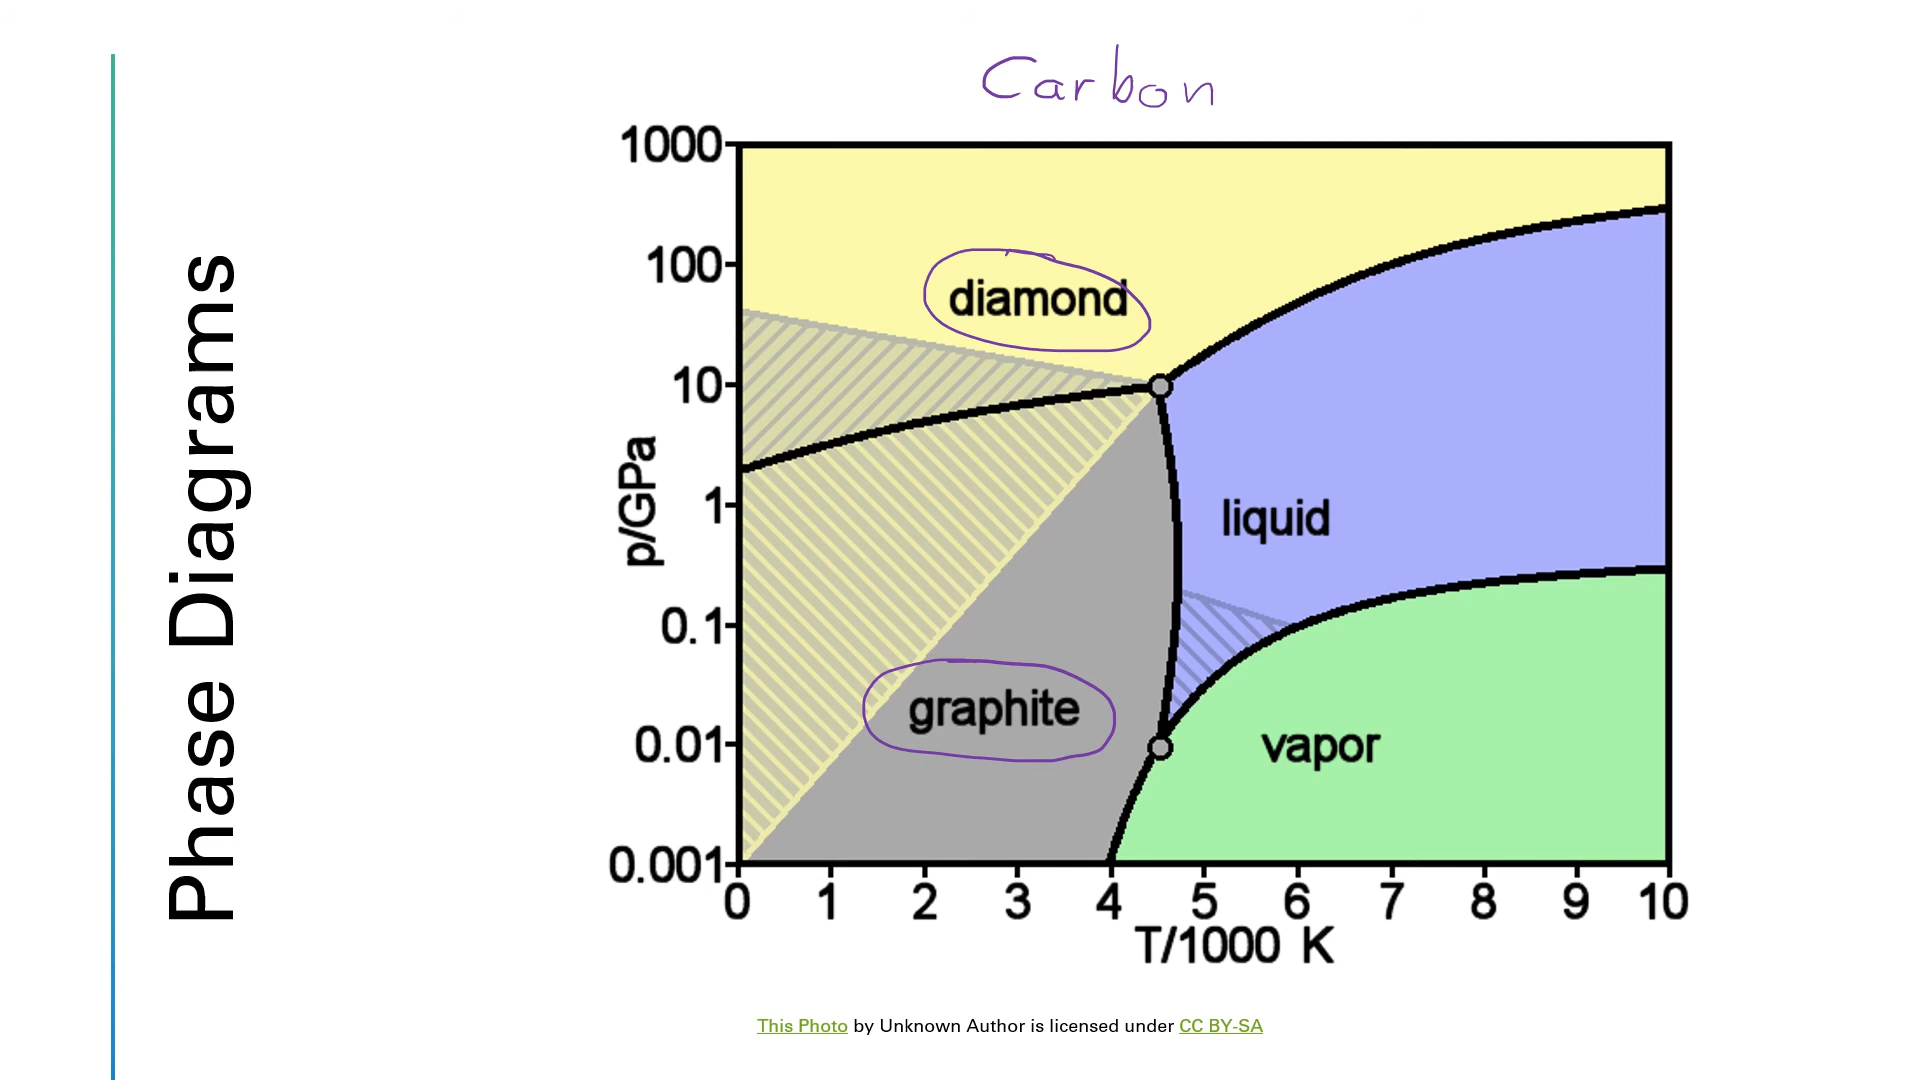 Phase Diagrams
Carbon
1000
100
10
1
0.1
0.01
0.001
p/GPa
diamond
liquid
graphite
vapor
0 1 2 3 4 5 6 7 8 9 10
T/1000 K
This Photo by Unknown Author is licensed under CC BY-SA